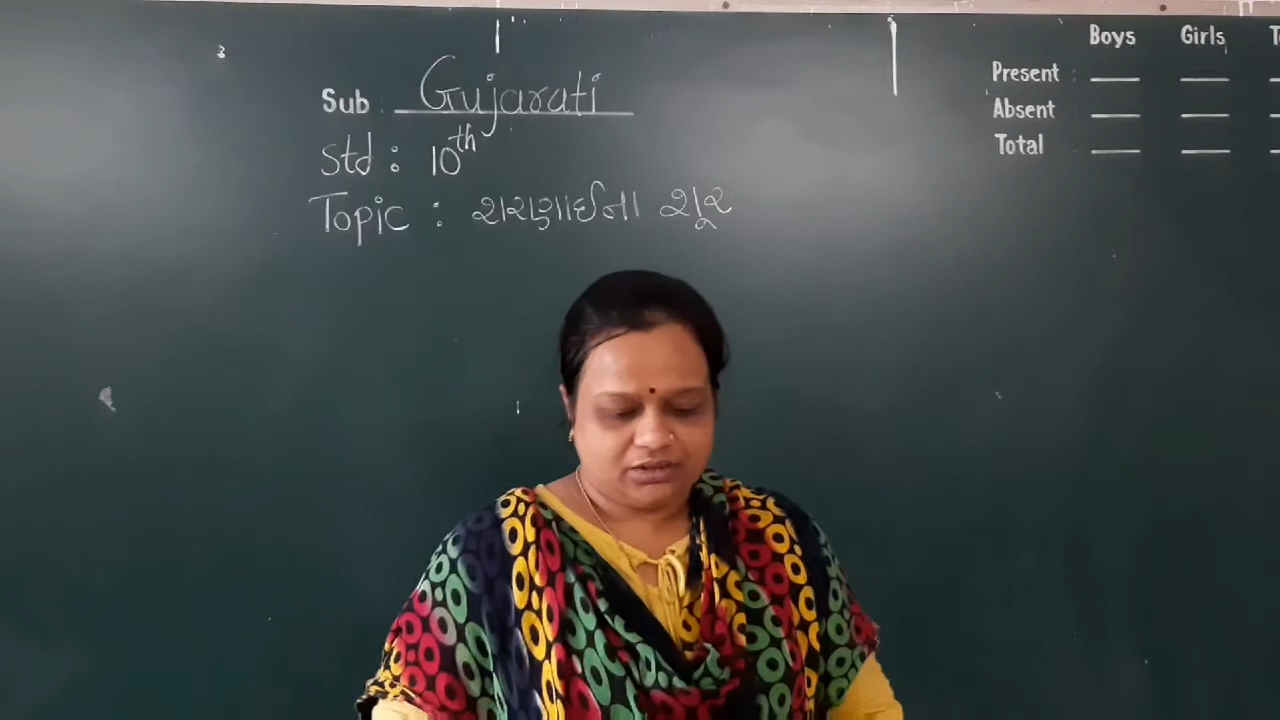 Sub : Gujarati
Std : 10th
Topic : શરણાઈના શૂર
Boys Girls
Present :
Absent
Total